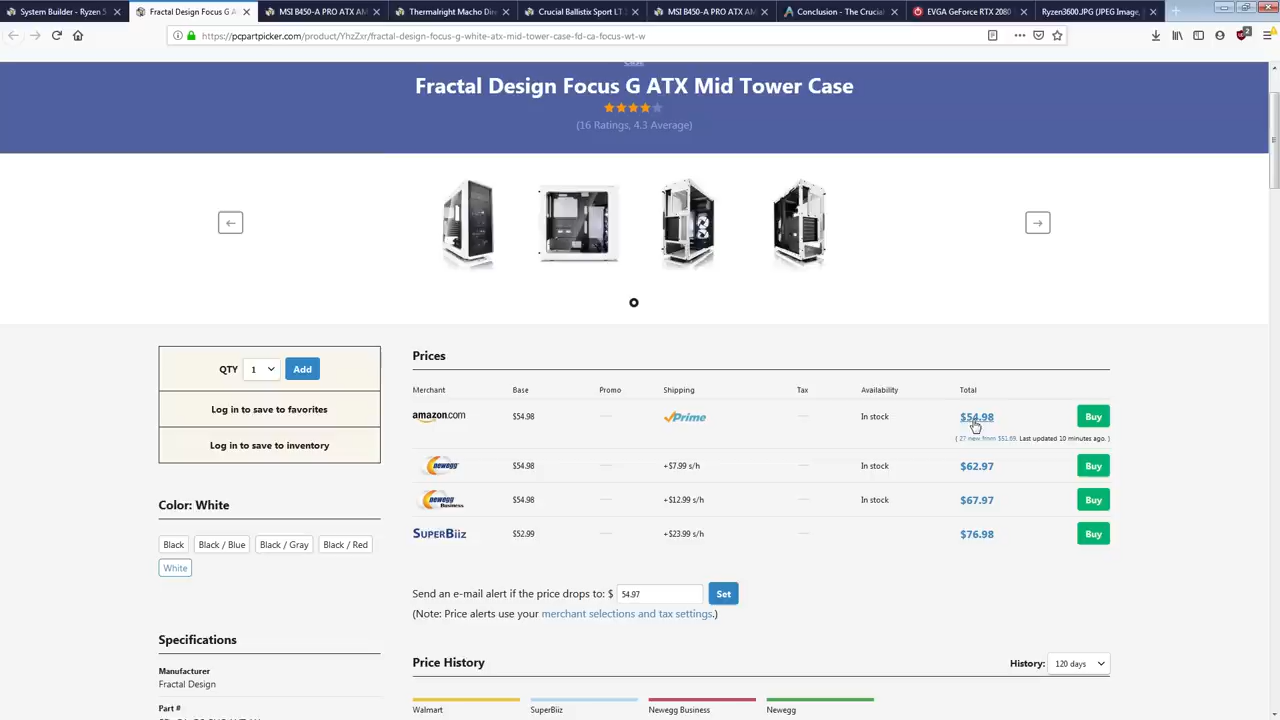 System Builder - Ryzen 5
Fractal Design Focus G A
MSI B450-A PRO ATX AM
Thermalright Macho Dire
Crucial Ballistix Sport LT
MSI B450-A PRO ATX AM
Conclusion - The Crucial
EVGA GeForce RTX 2080
Ryzen3600.JPG (JPEG Image,
https://pcpartpicker.com/product/YhzZxr/fractal-design-focus-g-white-atx-mid-tower-case-fd-ca-focus-wt-w
2
Case
Fractal Design Focus G ATX Mid Tower Case
(16 Ratings, 4.3 Average)
QTY 1 Add
Log in to save to favorites
Log in to save to inventory
Color: White
Black Black / Blue Black / Gray Black / Red
White
Specifications
Manufacturer
Fractal Design
Part #
Prices
Merchant Base Promo Shipping Tax Availability Total
amazon.com $54.98 — Prime — In stock $54.98 Buy
( 27 new from $51.89. Last updated 10 minutes ago. )
newegg $54.98 — +$7.99 s/h — In stock $62.97 Buy
newegg Business $54.98 — +$12.99 s/h — In stock $67.97 Buy
SUPERBIIZ $52.99 — +$23.99 s/h — $76.98 Buy
Send an e-mail alert if the price drops to: $ 54.97 Set
(Note: Price alerts use your merchant selections and tax settings.)
Price History History: 120 days
Walmart SuperBiiz Newegg Business Newegg